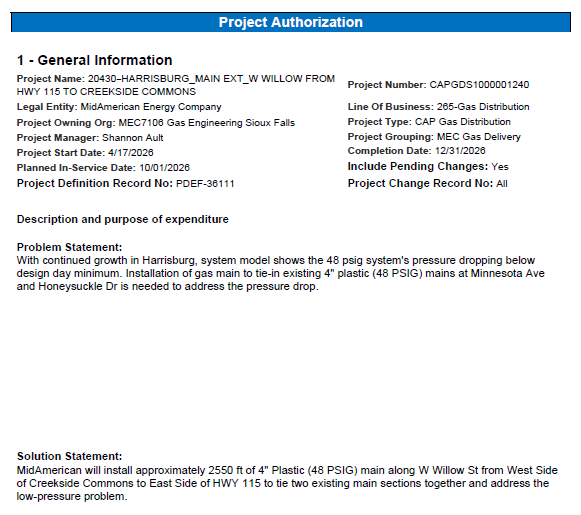 Project Authorization
1 - General Information
Project Name: 20430–HARRISBURG_MAIN EXT_W WILLOW FROM
HWY 115 TO CREEKSIDE COMMONS
Project Number: CAPGDS1000001240
Legal Entity: MidAmerican Energy Company
Line Of Business: 265-Gas Distribution
Project Owning Org: MEC7106 Gas Engineering Sioux Falls
Project Type: CAP Gas Distribution
Project Manager: Shannon Ault
Project Grouping: MEC Gas Delivery
Project Start Date: 4/17/2026
Completion Date: 12/31/2026
Planned In-Service Date: 10/01/2026
Include Pending Changes: Yes
Project Definition Record No: PDEF-36111
Project Change Record No: All
Description and purpose of expenditure
Problem Statement:
With continued growth in Harrisburg, system model shows the 48 psig system's pressure dropping below
design day minimum. Installation of gas main to tie-in existing 4" plastic (48 PSIG) mains at Minnesota Ave
and Honeysuckle Dr is needed to address the pressure drop.
Solution Statement:
MidAmerican will install approximately 2550 ft of 4" Plastic (48 PSIG) main along W Willow St from West Side
of Creekside Commons to East Side of HWY 115 to tie two existing main sections together and address the
low-pressure problem.